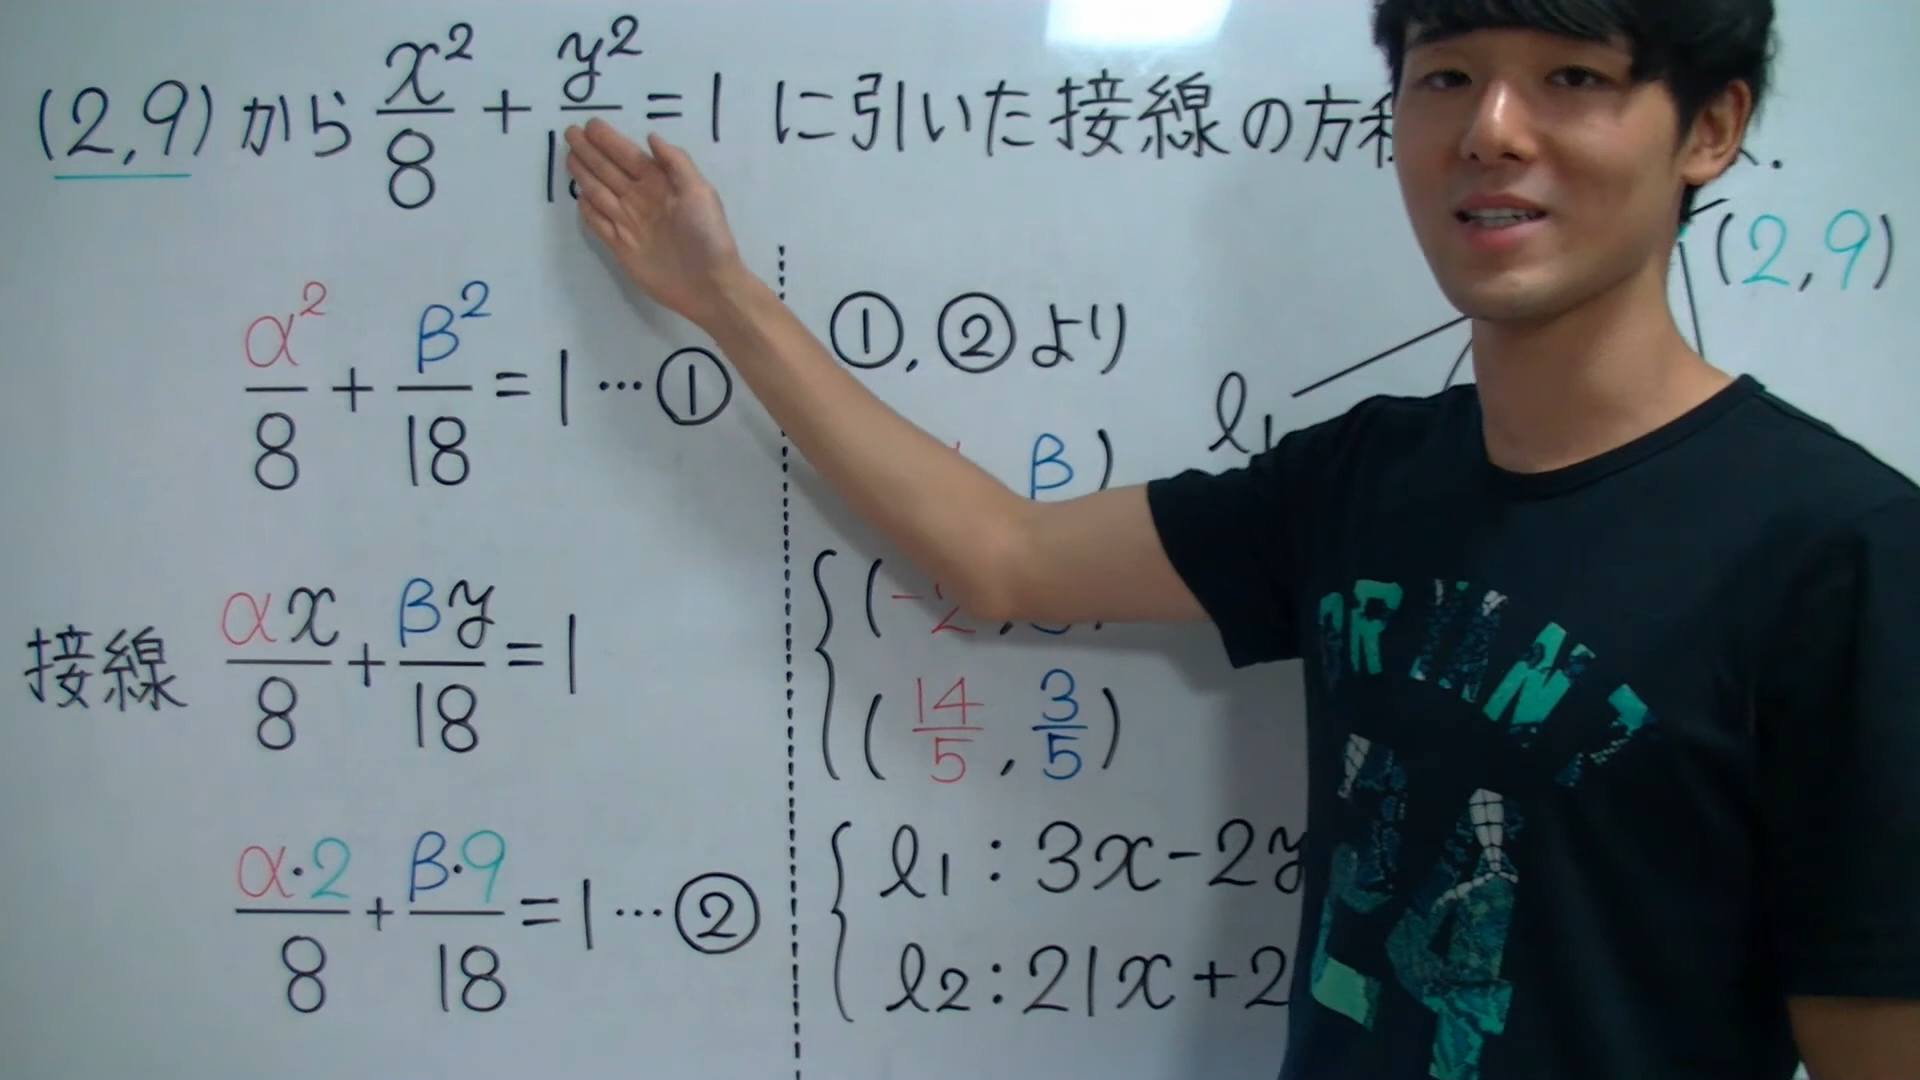 (2,9)から x²/8 + y²/1 =1 に引いた接線の方
(2,9)
α²/8 + β²/18 =1…①
①,②より
β)
l₁
接線 αx/8 + βy/18 =1
(-2,
(14/5, 3/5)
α·2/8 + β·9/18 =1…②
l₁:3x-2y
l₂:21x+2